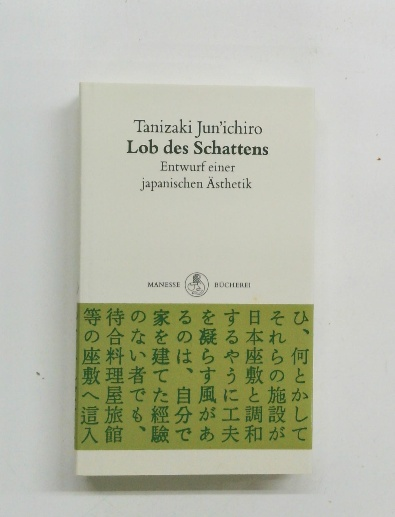 Tanizaki Jun'ichiro
Lob des Schattens
Entwurf einer
japanischen Ästhetik
MANESSE BÜCHEREI
ひ、何とかして
それらの施設が
日本座敷と調和
するやうに工夫
を凝らす風があ
るのは、自分で
家を建てた經驗
のない者でも、
待合料理屋旅館
等の座敷へ這入